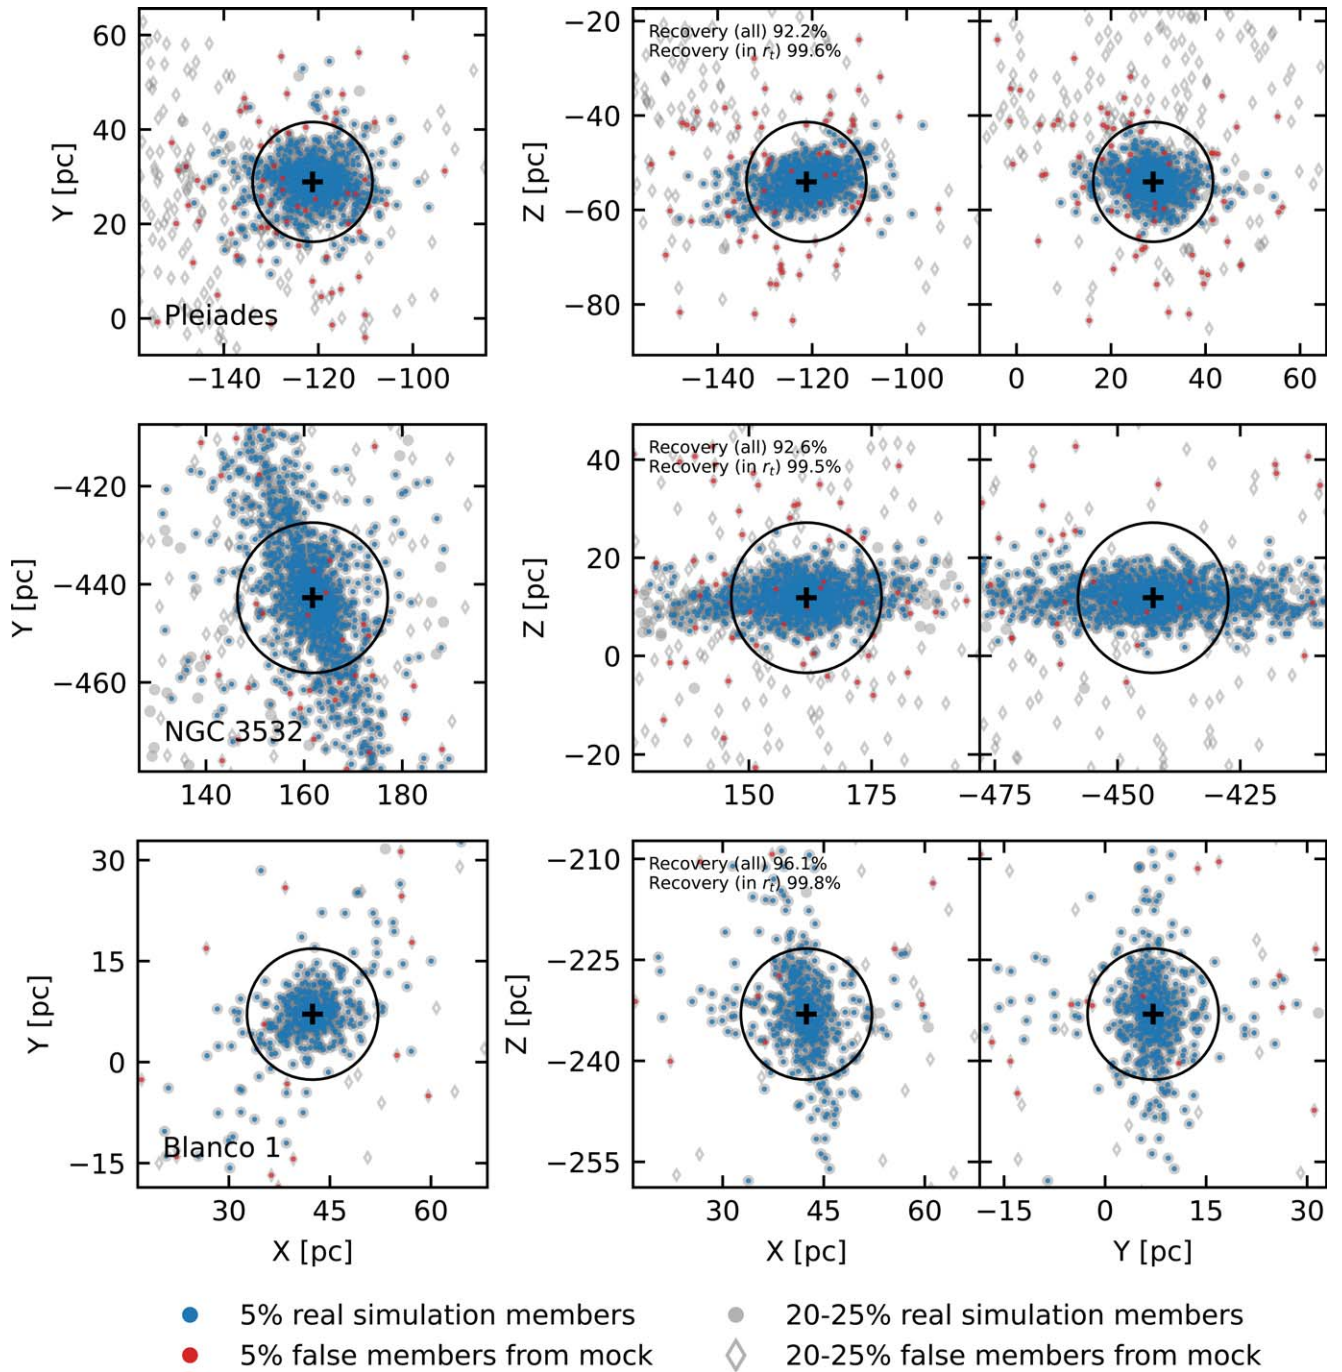 60
40
20
0
Y [pc]
Pleiades
−140 −120 −100
−20
−40
−60
−80
Z [pc]
Recovery (all) 92.2%
Recovery (in rt) 99.6%
−140 −120 −100
0 20 40 60
−420
−440
−460
Y [pc]
NGC 3532
140 160 180
40
20
0
−20
Z [pc]
Recovery (all) 92.6%
Recovery (in rt) 99.5%
150 175
−475 −450 −425
30
15
0
−15
Y [pc]
Blanco 1
30 45 60
X [pc]
−210
−225
−240
−255
Z [pc]
Recovery (all) 96.1%
Recovery (in rt) 99.8%
30 45 60
X [pc]
−15 0 15 30
Y [pc]
5% real simulation members
20-25% real simulation members
5% false members from mock
20-25% false members from mock